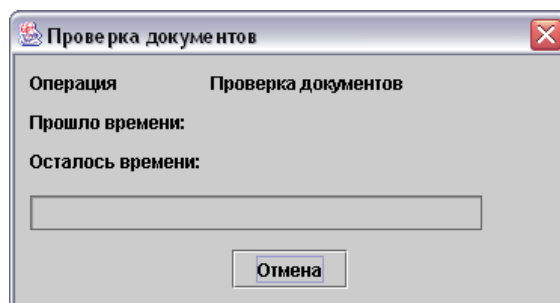 Проверка документов
Операция Проверка документов
Прошло времени:
Осталось времени:
Отмена